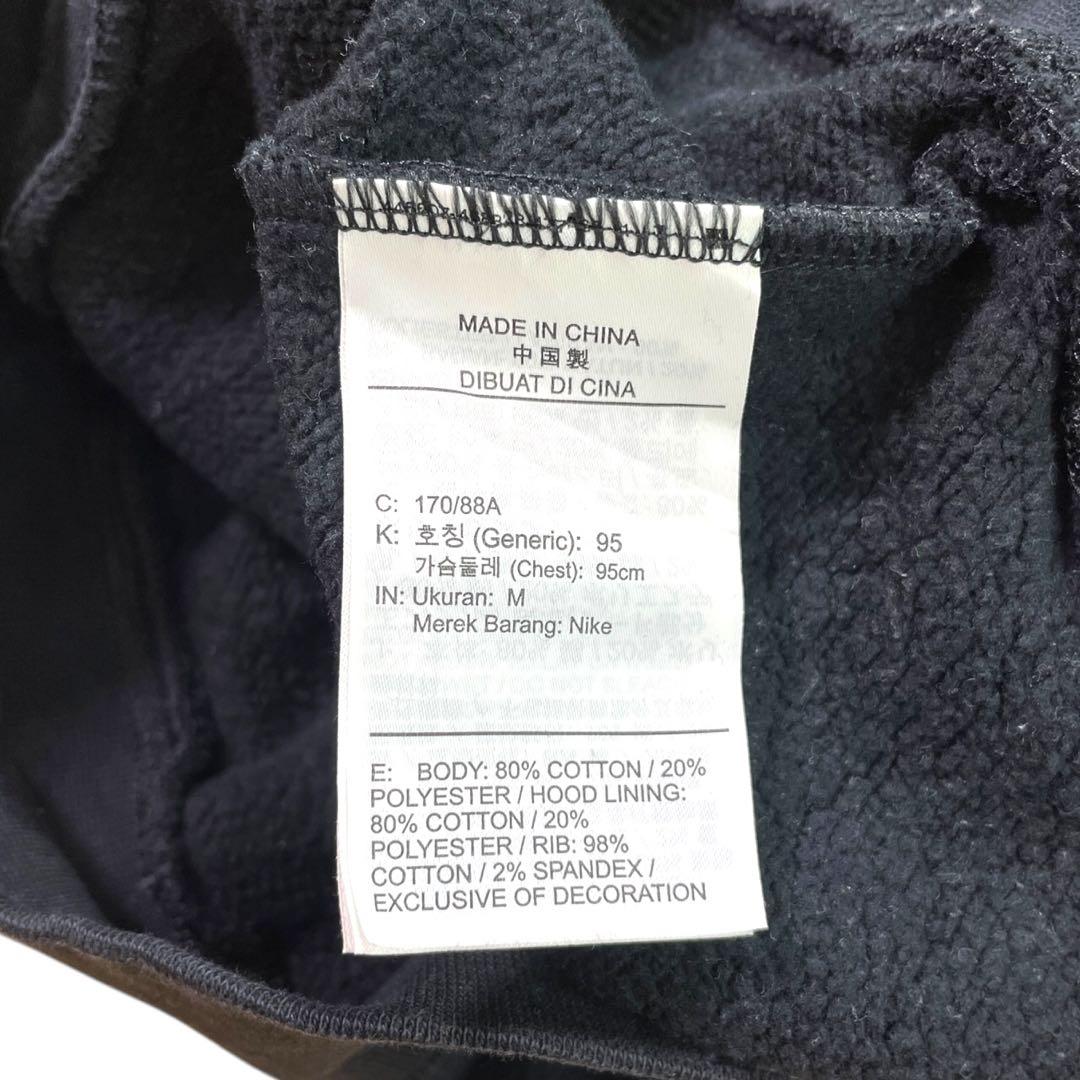 MADE IN CHINA
中国製
DIBUAT DI CINA
C: 170/88A
K: 호칭 (Generic): 95
가슴둘레 (Chest): 95cm
IN: Ukuran: M
Merek Barang: Nike
E: BODY: 80% COTTON / 20%
POLYESTER / HOOD LINING:
80% COTTON / 20%
POLYESTER / RIB: 98%
COTTON / 2% SPANDEX /
EXCLUSIVE OF DECORATION